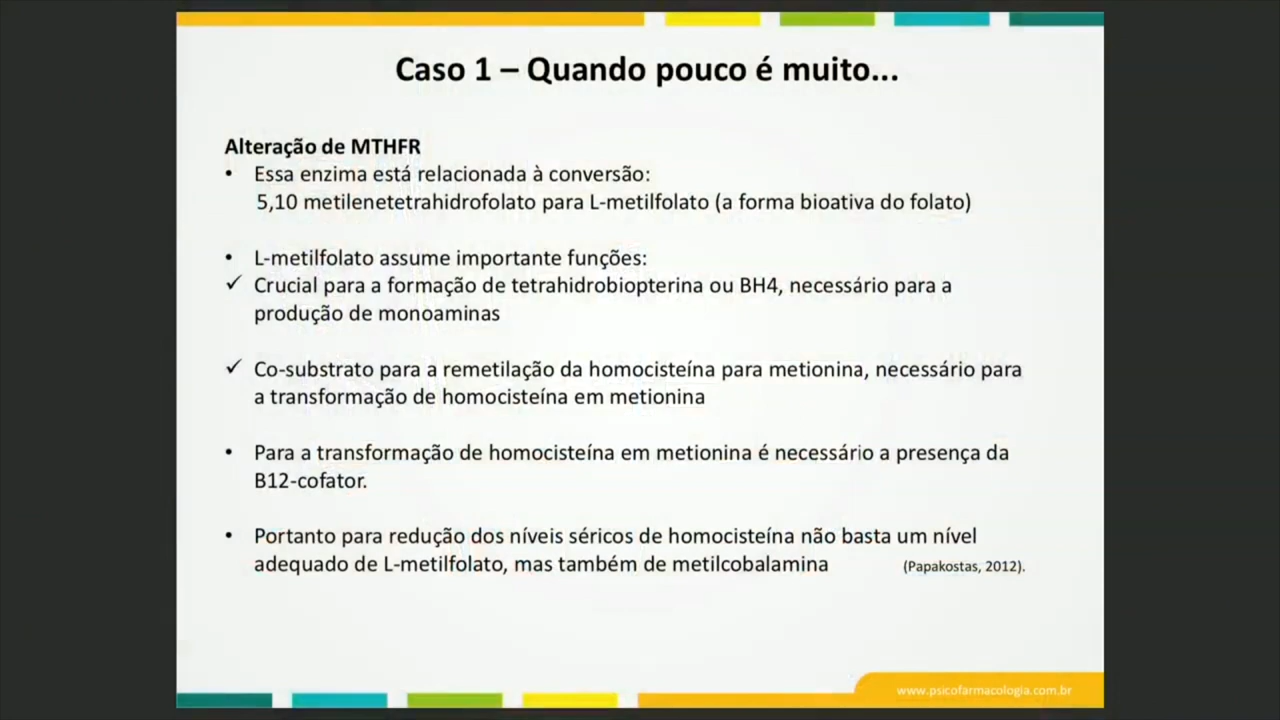 Caso 1 – Quando pouco é muito...
Alteração de MTHFR
• Essa enzima está relacionada à conversão:
5,10 metilenetetrahidrofolato para L-metilfolato (a forma bioativa do folato)
• L-metilfolato assume importante funções:
✓ Crucial para a formação de tetrahidrobiopterina ou BH4, necessário para a
produção de monoaminas
✓ Co-substrato para a remetilação da homocisteína para metionina, necessário para
a transformação de homocisteína em metionina
• Para a transformação de homocisteína em metionina é necessário a presença da
B12-cofator.
• Portanto para redução dos níveis séricos de homocisteína não basta um nível
adequado de L-metilfolato, mas também de metilcobalamina (Papakostas, 2012).
www.psicofarmacologia.com.br